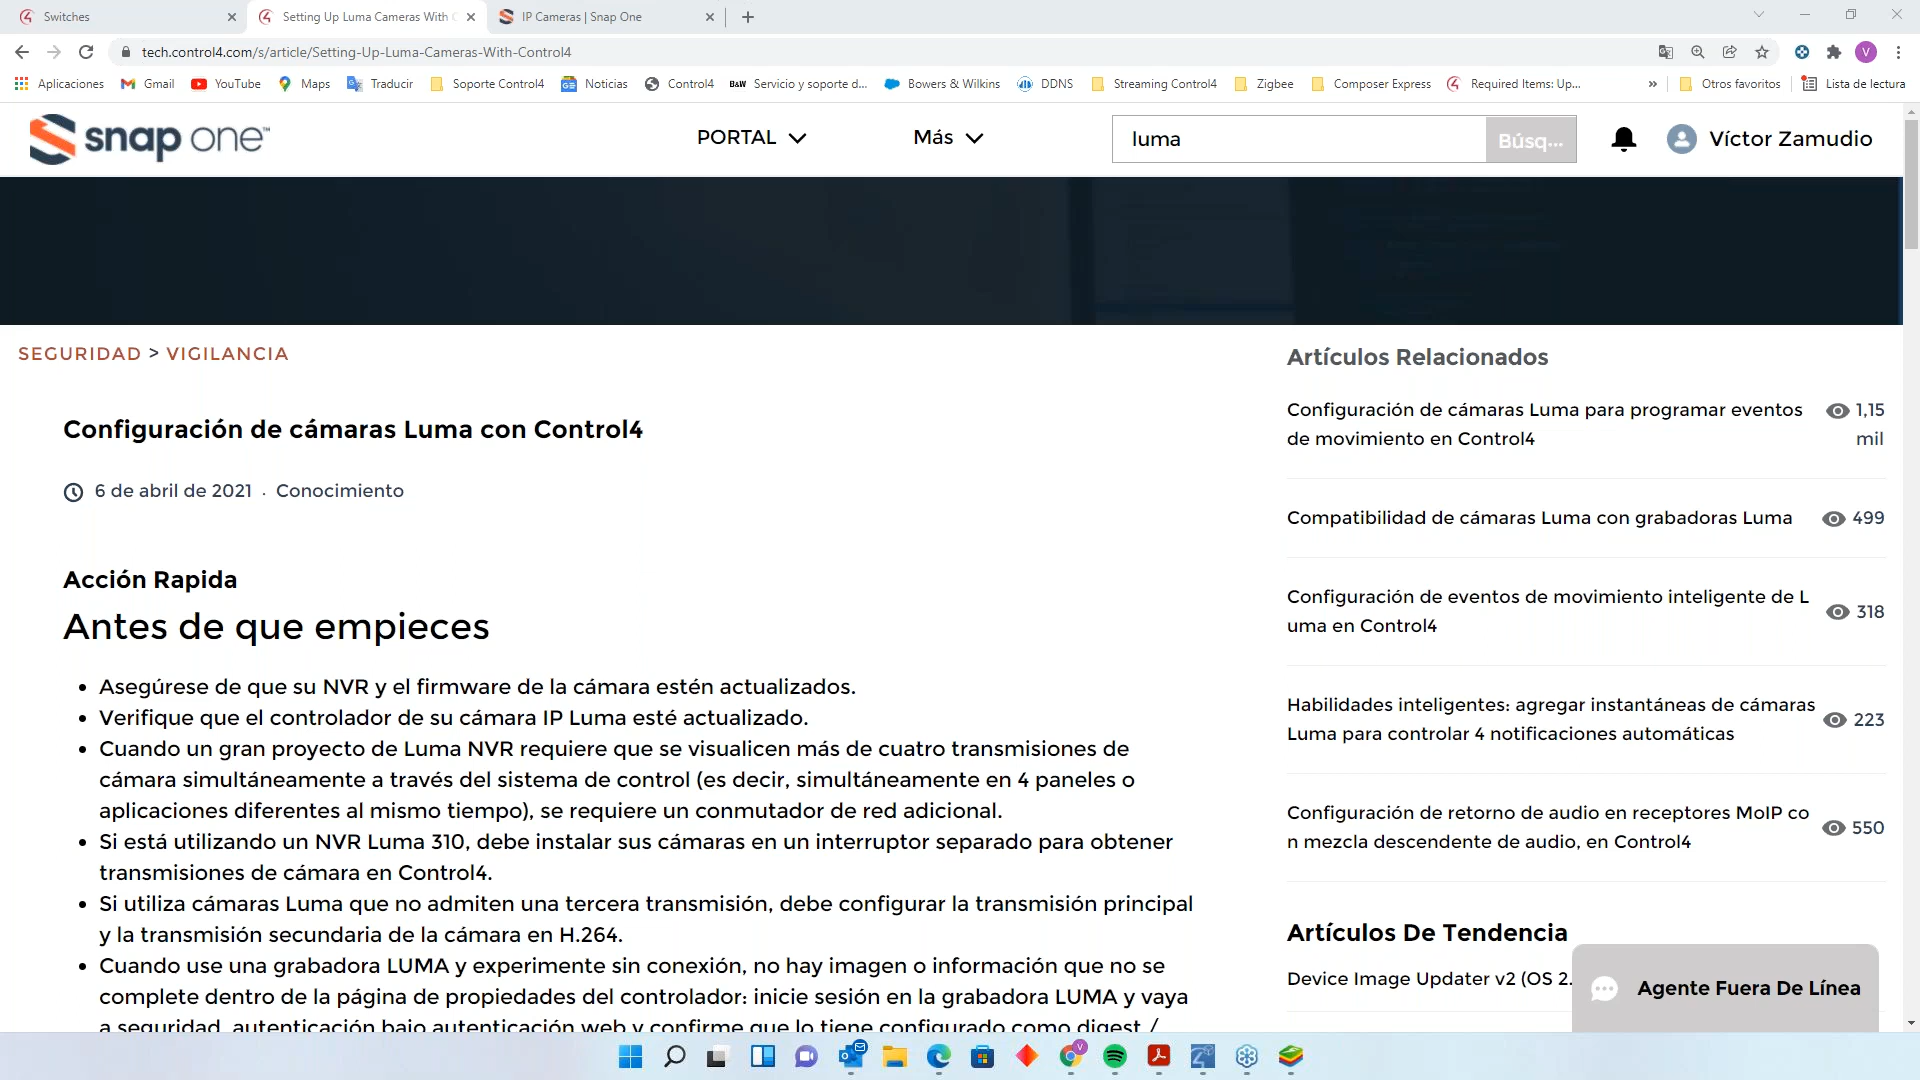 Switches
Setting Up Luma Cameras With C
IP Cameras | Snap One
tech.control4.com/s/article/Setting-Up-Luma-Cameras-With-Control4
V
Aplicaciones
Gmail
YouTube
Maps
Traducir
Soporte Control4
Noticias
Control4
B&W Servicio y soporte d...
Bowers & Wilkins
DDNS
Streaming Control4
Zigbee
Composer Express
Required Items: Up...
»
Otros favoritos
Lista de lectura
snap one™
PORTAL
Más
luma
Búsq...
Víctor Zamudio
SEGURIDAD > VIGILANCIA
Configuración de cámaras Luma con Control4
6 de abril de 2021 . Conocimiento
Acción Rapida
Antes de que empieces
• Asegúrese de que su NVR y el firmware de la cámara estén actualizados.
• Verifique que el controlador de su cámara IP Luma esté actualizado.
• Cuando un gran proyecto de Luma NVR requiere que se visualicen más de cuatro transmisiones de
cámara simultáneamente a través del sistema de control (es decir, simultáneamente en 4 paneles o
aplicaciones diferentes al mismo tiempo), se requiere un conmutador de red adicional.
• Si está utilizando un NVR Luma 310, debe instalar sus cámaras en un interruptor separado para obtener
transmisiones de cámara en Control4.
• Si utiliza cámaras Luma que no admiten una tercera transmisión, debe configurar la transmisión principal
y la transmisión secundaria de la cámara en H.264.
• Cuando use una grabadora LUMA y experimente sin conexión, no hay imagen o información que no se
complete dentro de la página de propiedades del controlador: inicie sesión en la grabadora LUMA y vaya
a seguridad, autenticación bajo autenticación web y confirme que lo tiene configurado como digest /
Artículos Relacionados
Configuración de cámaras Luma para programar eventos
de movimiento en Control4
1,15
mil
Compatibilidad de cámaras Luma con grabadoras Luma
499
Configuración de eventos de movimiento inteligente de L
uma en Control4
318
Habilidades inteligentes: agregar instantáneas de cámaras
Luma para controlar 4 notificaciones automáticas
223
Configuración de retorno de audio en receptores MoIP co
n mezcla descendente de audio, en Control4
550
Artículos De Tendencia
Device Image Updater v2 (OS 2.
Agente Fuera De Línea